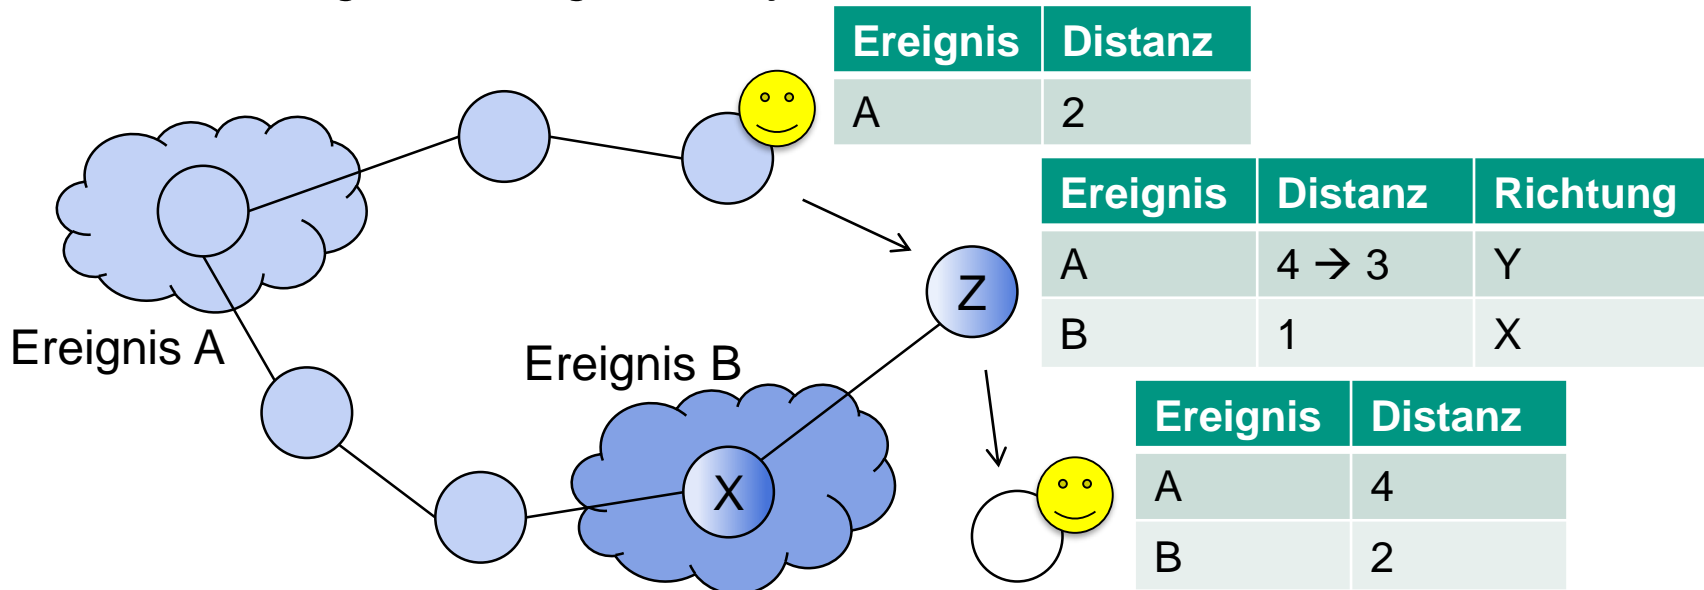 Ereignis Distanz
A 2
Ereignis Distanz Richtung
A 4 → 3 Y
B 1 X
Z
Ereignis A
Ereignis B
X
Ereignis Distanz
A 4
B 2